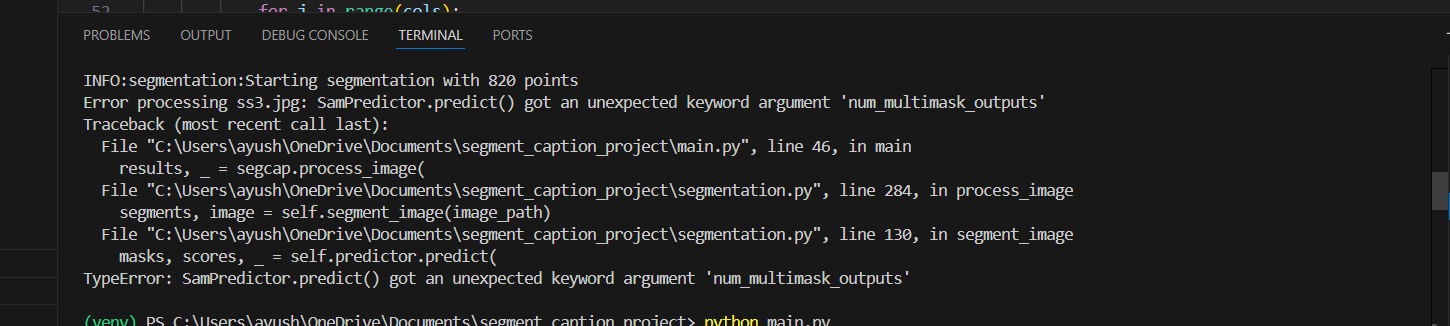 52 for i in range(cols):
PROBLEMS OUTPUT DEBUG CONSOLE TERMINAL PORTS
INFO:segmentation:Starting segmentation with 820 points
Error processing ss3.jpg: SamPredictor.predict() got an unexpected keyword argument 'num_multimask_outputs'
Traceback (most recent call last):
File "C:\Users\ayush\OneDrive\Documents\segment_caption_project\main.py", line 46, in main
results, _ = segcap.process_image(
File "C:\Users\ayush\OneDrive\Documents\segment_caption_project\segmentation.py", line 284, in process_image
segments, image = self.segment_image(image_path)
File "C:\Users\ayush\OneDrive\Documents\segment_caption_project\segmentation.py", line 130, in segment_image
masks, scores, _ = self.predictor.predict(
TypeError: SamPredictor.predict() got an unexpected keyword argument 'num_multimask_outputs'
(venv) PS C:\Users\ayush\OneDrive\Documents\segment_caption_project> python main.py